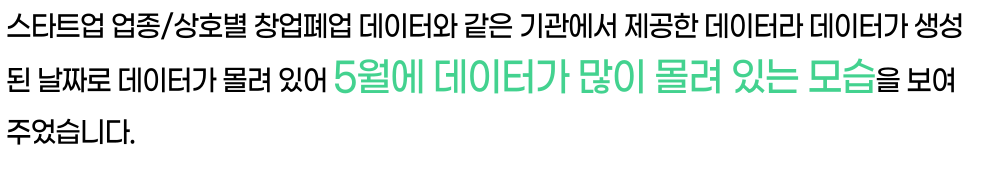 스타트업 업종/상호별 창업폐업 데이터와 같은 기관에서 제공한 데이터라 데이터가 생성
된 날짜로 데이터가 몰려 있어 5월에 데이터가 많이 몰려 있는 모습을 보여
주었습니다.